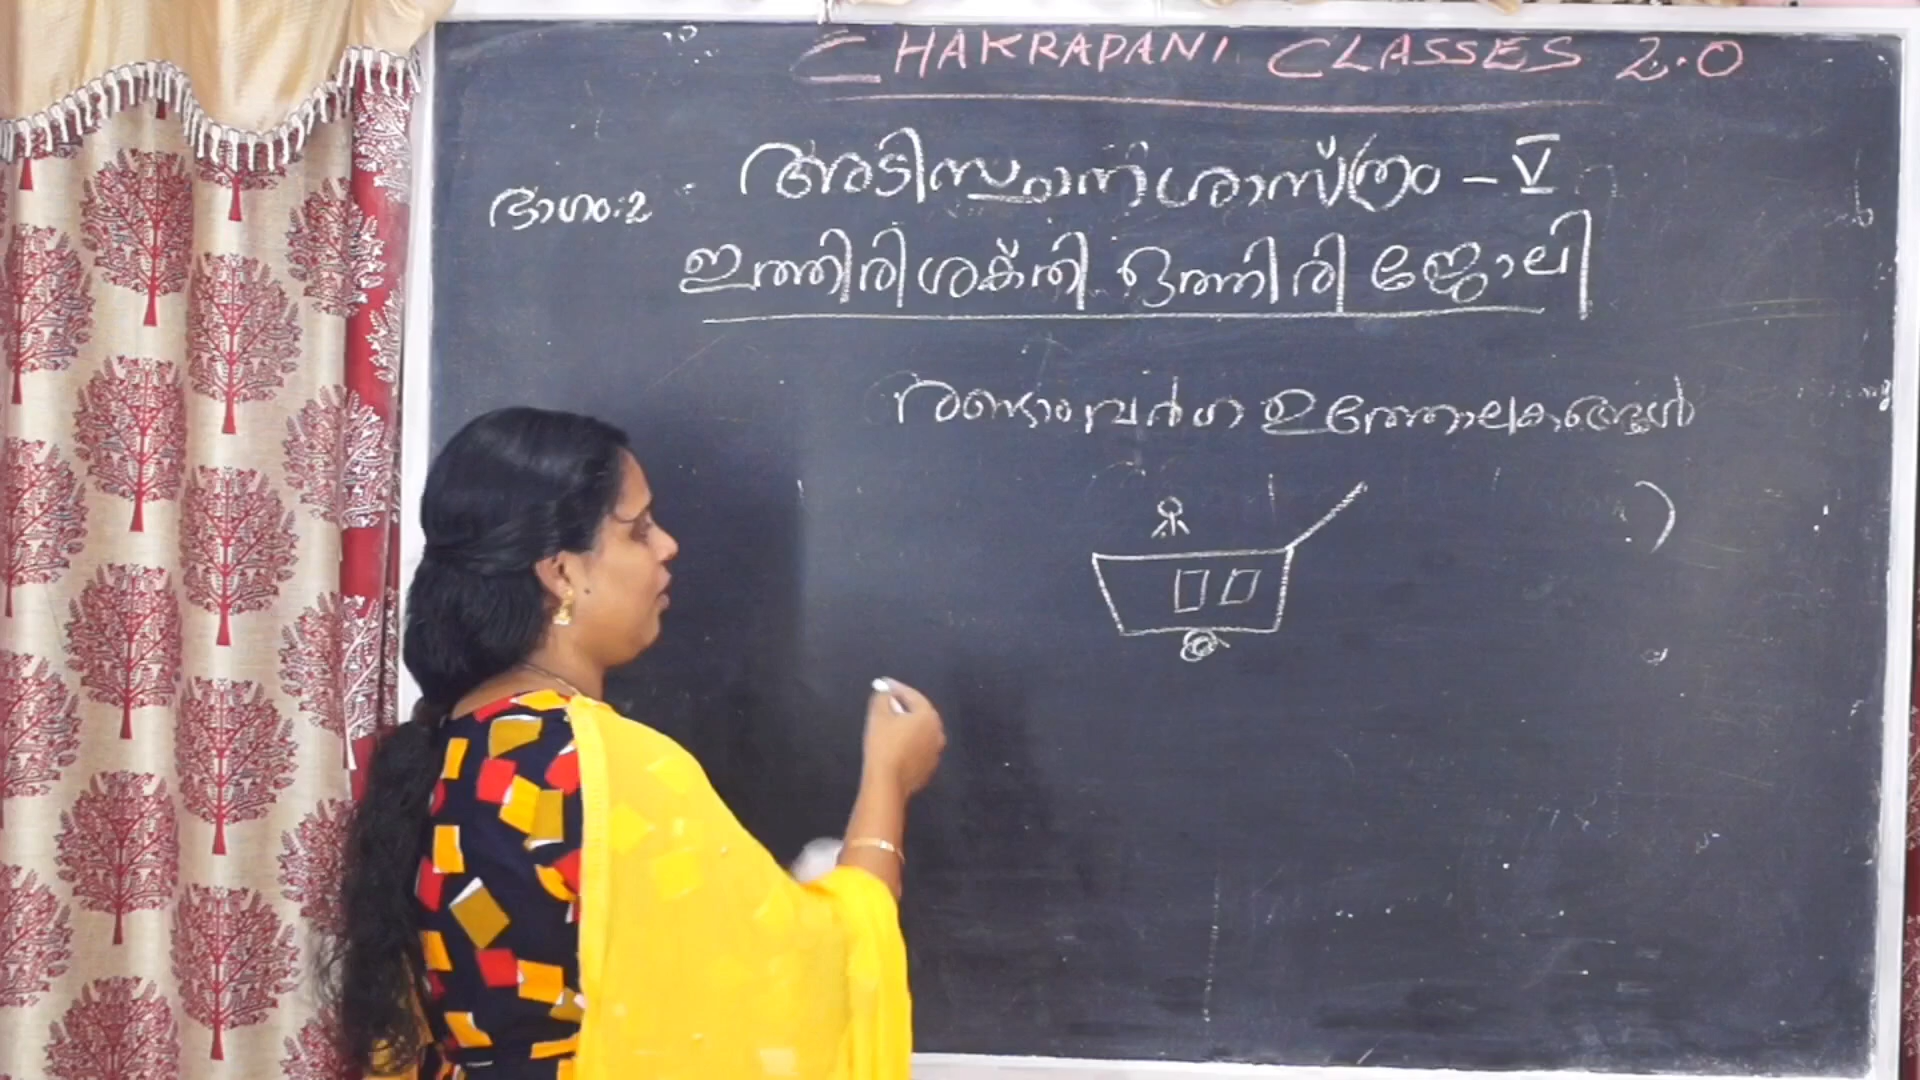 CHAKRAPANI CLASSES 2.0
അടിസ്ഥാനശാസ്ത്രം - V
ഭാഗം:2
ഇത്തിരിശക്തി ഒത്തിരി ജോലി
രണ്ടാംവർഗ ഉത്തോലകങ്ങൾ